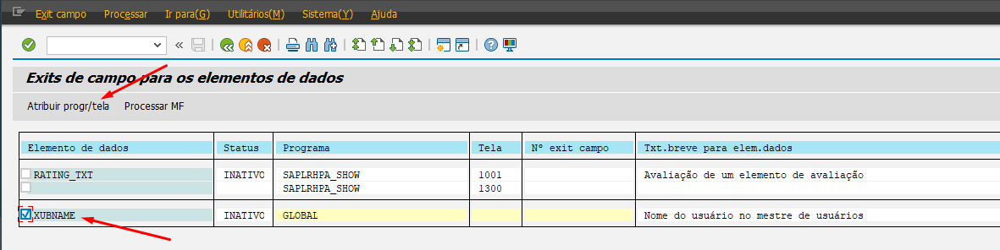 Exit campo Processar Ir para(G) Utilitários(M) Sistema(Y) Ajuda
Exits de campo para os elementos de dados
Atribuir progr/tela Processar MF
Elemento de dados Status Programa Tela N° exit campo Txt.breve para elem.dados
RATING_TXT INATIVO SAPLRHPA_SHOW 1001 Avaliação de um elemento de avaliação
SAPLRHPA_SHOW 1300
XUBNAME INATIVO GLOBAL Nome do usuário no mestre de usuários